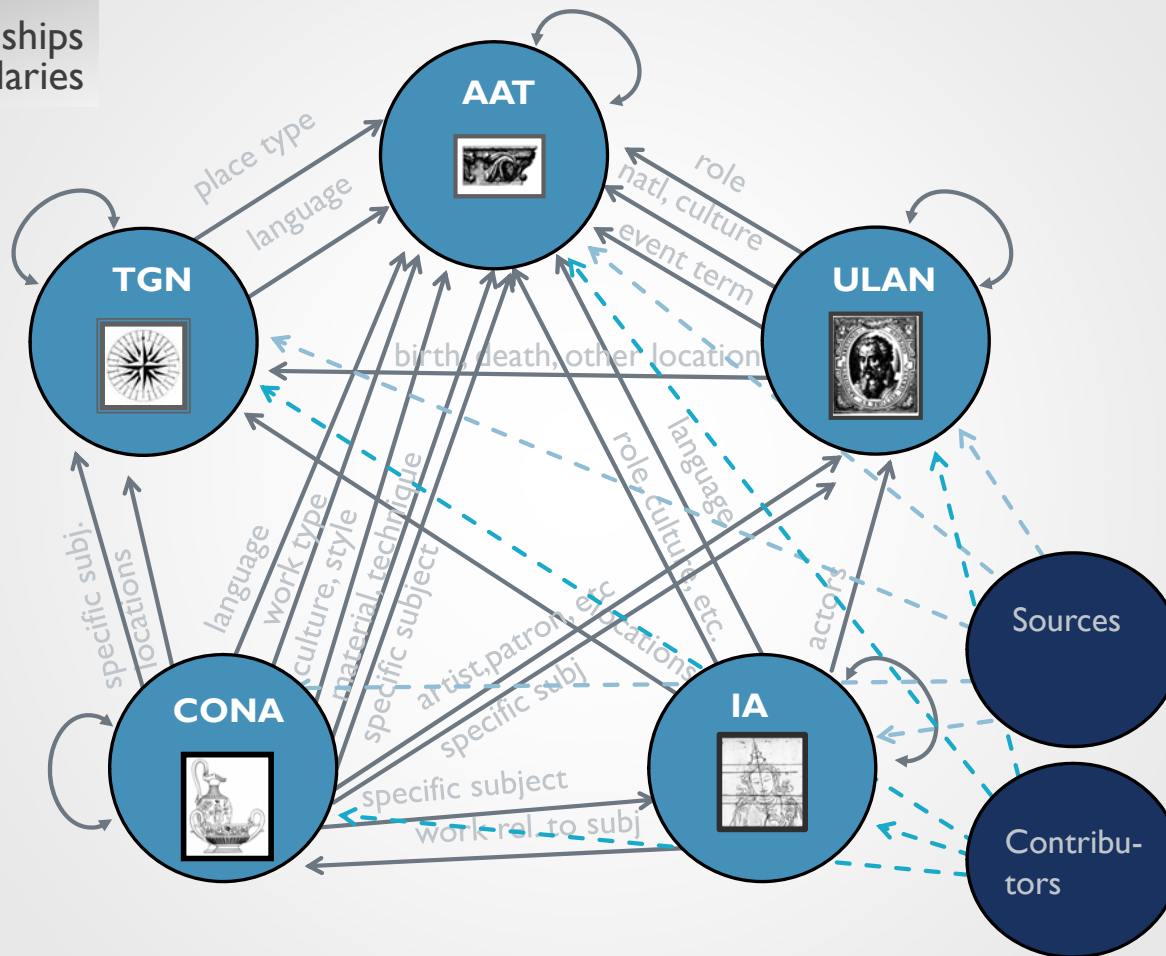 ships
laries
AAT
place type
language
role
natl, culture
event term
TGN
ULAN
birth, death, other location
specific subj.
locations
language
work type
culture, style
material, technique
specific subject
role, culture, etc.
language
artist,patron, etc
specific subj
locations
actors
Sources
CONA
IA
specific subject
work rel. to subj
Contribu-
tors